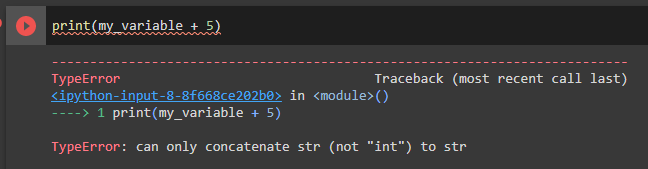 print(my_variable + 5)
---------------------------------------------------------------------------
TypeError                                 Traceback (most recent call last)
<ipython-input-8-8f668ce202b0> in <module>()
----> 1 print(my_variable + 5)
TypeError: can only concatenate str (not "int") to str